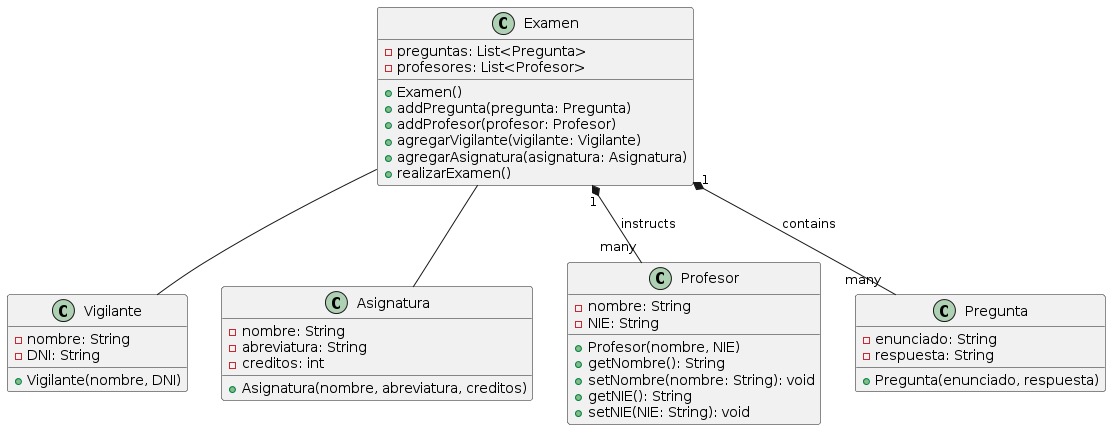 C Examen
preguntas: List<Pregunta>
profesores: List<Profesor>
Examen()
addPregunta(pregunta: Pregunta)
addProfesor(profesor: Profesor)
agregarVigilante(vigilante: Vigilante)
agregarAsignatura(asignatura: Asignatura)
realizarExamen()
1
1
instructs
contains
many
many
C Vigilante
nombre: String
DNI: String
Vigilante(nombre, DNI)
C Asignatura
nombre: String
abreviatura: String
creditos: int
Asignatura(nombre, abreviatura, creditos)
C Profesor
nombre: String
NIE: String
Profesor(nombre, NIE)
getNombre(): String
setNombre(nombre: String): void
getNIE(): String
setNIE(NIE: String): void
C Pregunta
enunciado: String
respuesta: String
Pregunta(enunciado, respuesta)